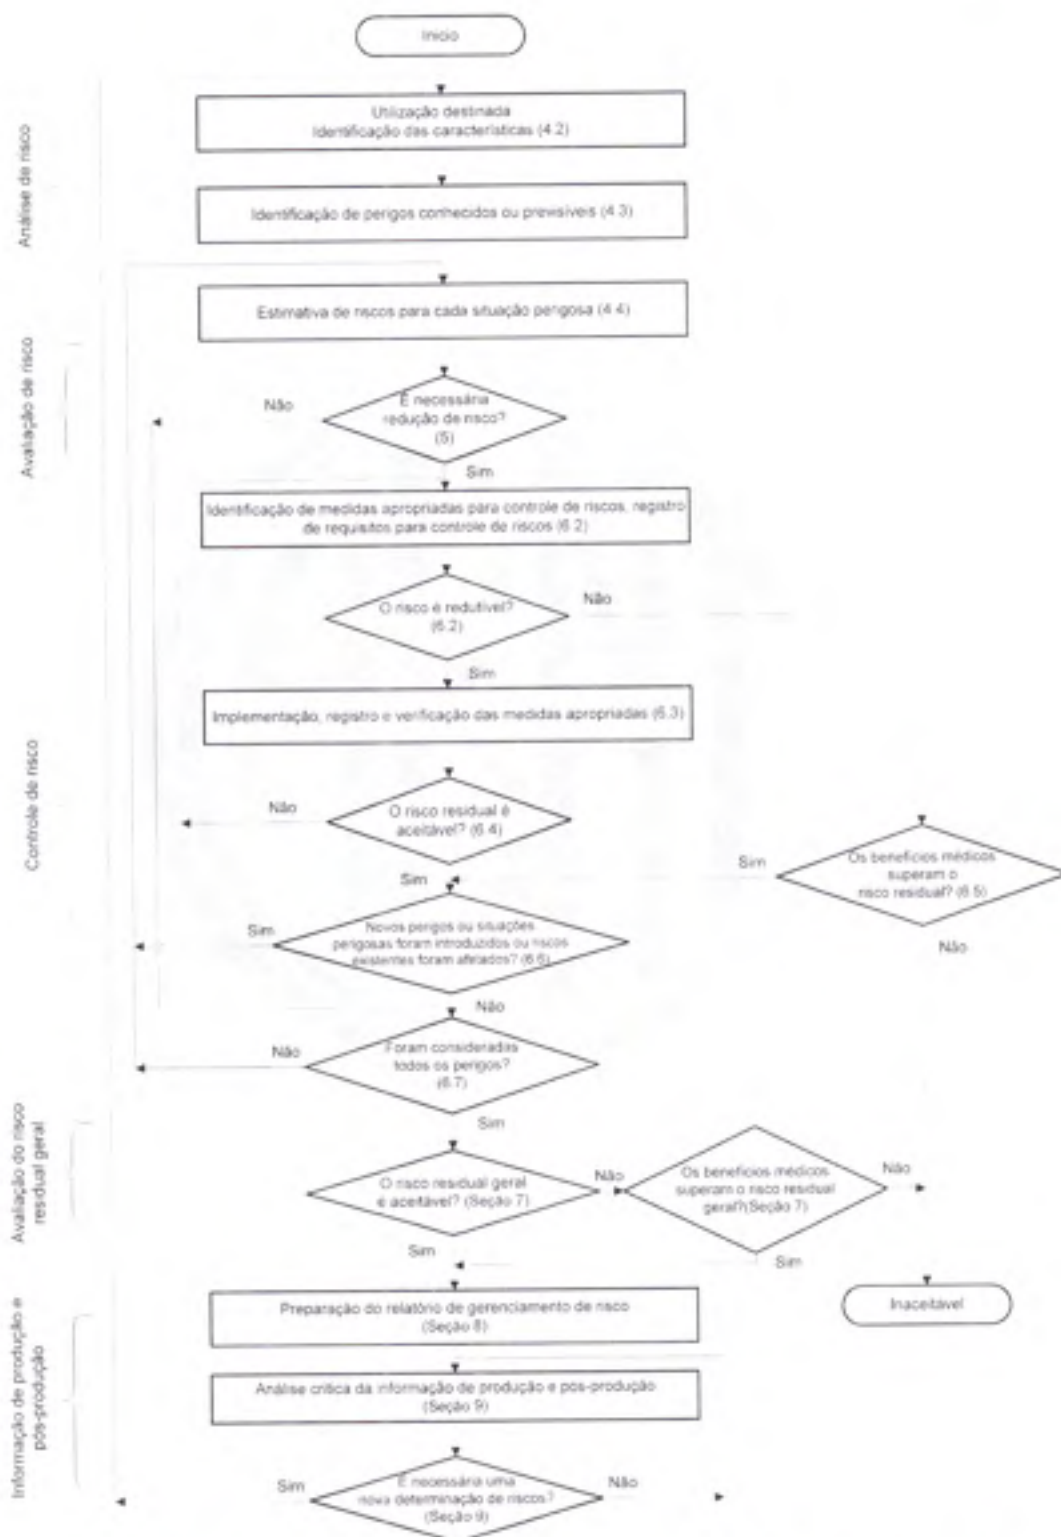 Início
Análise de risco
Utilização destinada
Identificação das características (4.2)
Identificação de perigos conhecidos ou previsíveis (4.3)
Estimativa de riscos para cada situação perigosa (4.4)
Avaliação de risco
Não
É necessária
redução de risco?
(5)
Sim
Identificação de medidas apropriadas para controle de riscos, registro
de requisitos para controle de riscos (6.2)
Controle de risco
O risco é redutível?
(6.2)
Não
Sim
Implementação, registro e verificação das medidas apropriadas (6.3)
Não
O risco residual é
aceitável? (6.4)
Sim
Sim
Os benefícios médicos
superam o
risco residual? (6.5)
Não
Sim
Novos perigos ou situações
perigosas foram introduzidos ou riscos
existentes foram afetados? (6.6)
Não
Não
Foram consideradas
todos os perigos?
(6.7)
Sim
Avaliação do risco
residual geral
O risco residual geral
é aceitável? (Seção 7)
Não
Os benefícios médicos
superam o risco residual
geral?(Seção 7)
Não
Sim
Sim
Inaceitável
Informação de produção e
pós-produção
Preparação do relatório de gerenciamento de risco
(Seção 8)
Análise crítica da informação de produção e pós-produção
(Seção 9)
Sim
É necessária uma
nova determinação de riscos?
(Seção 9)
Não